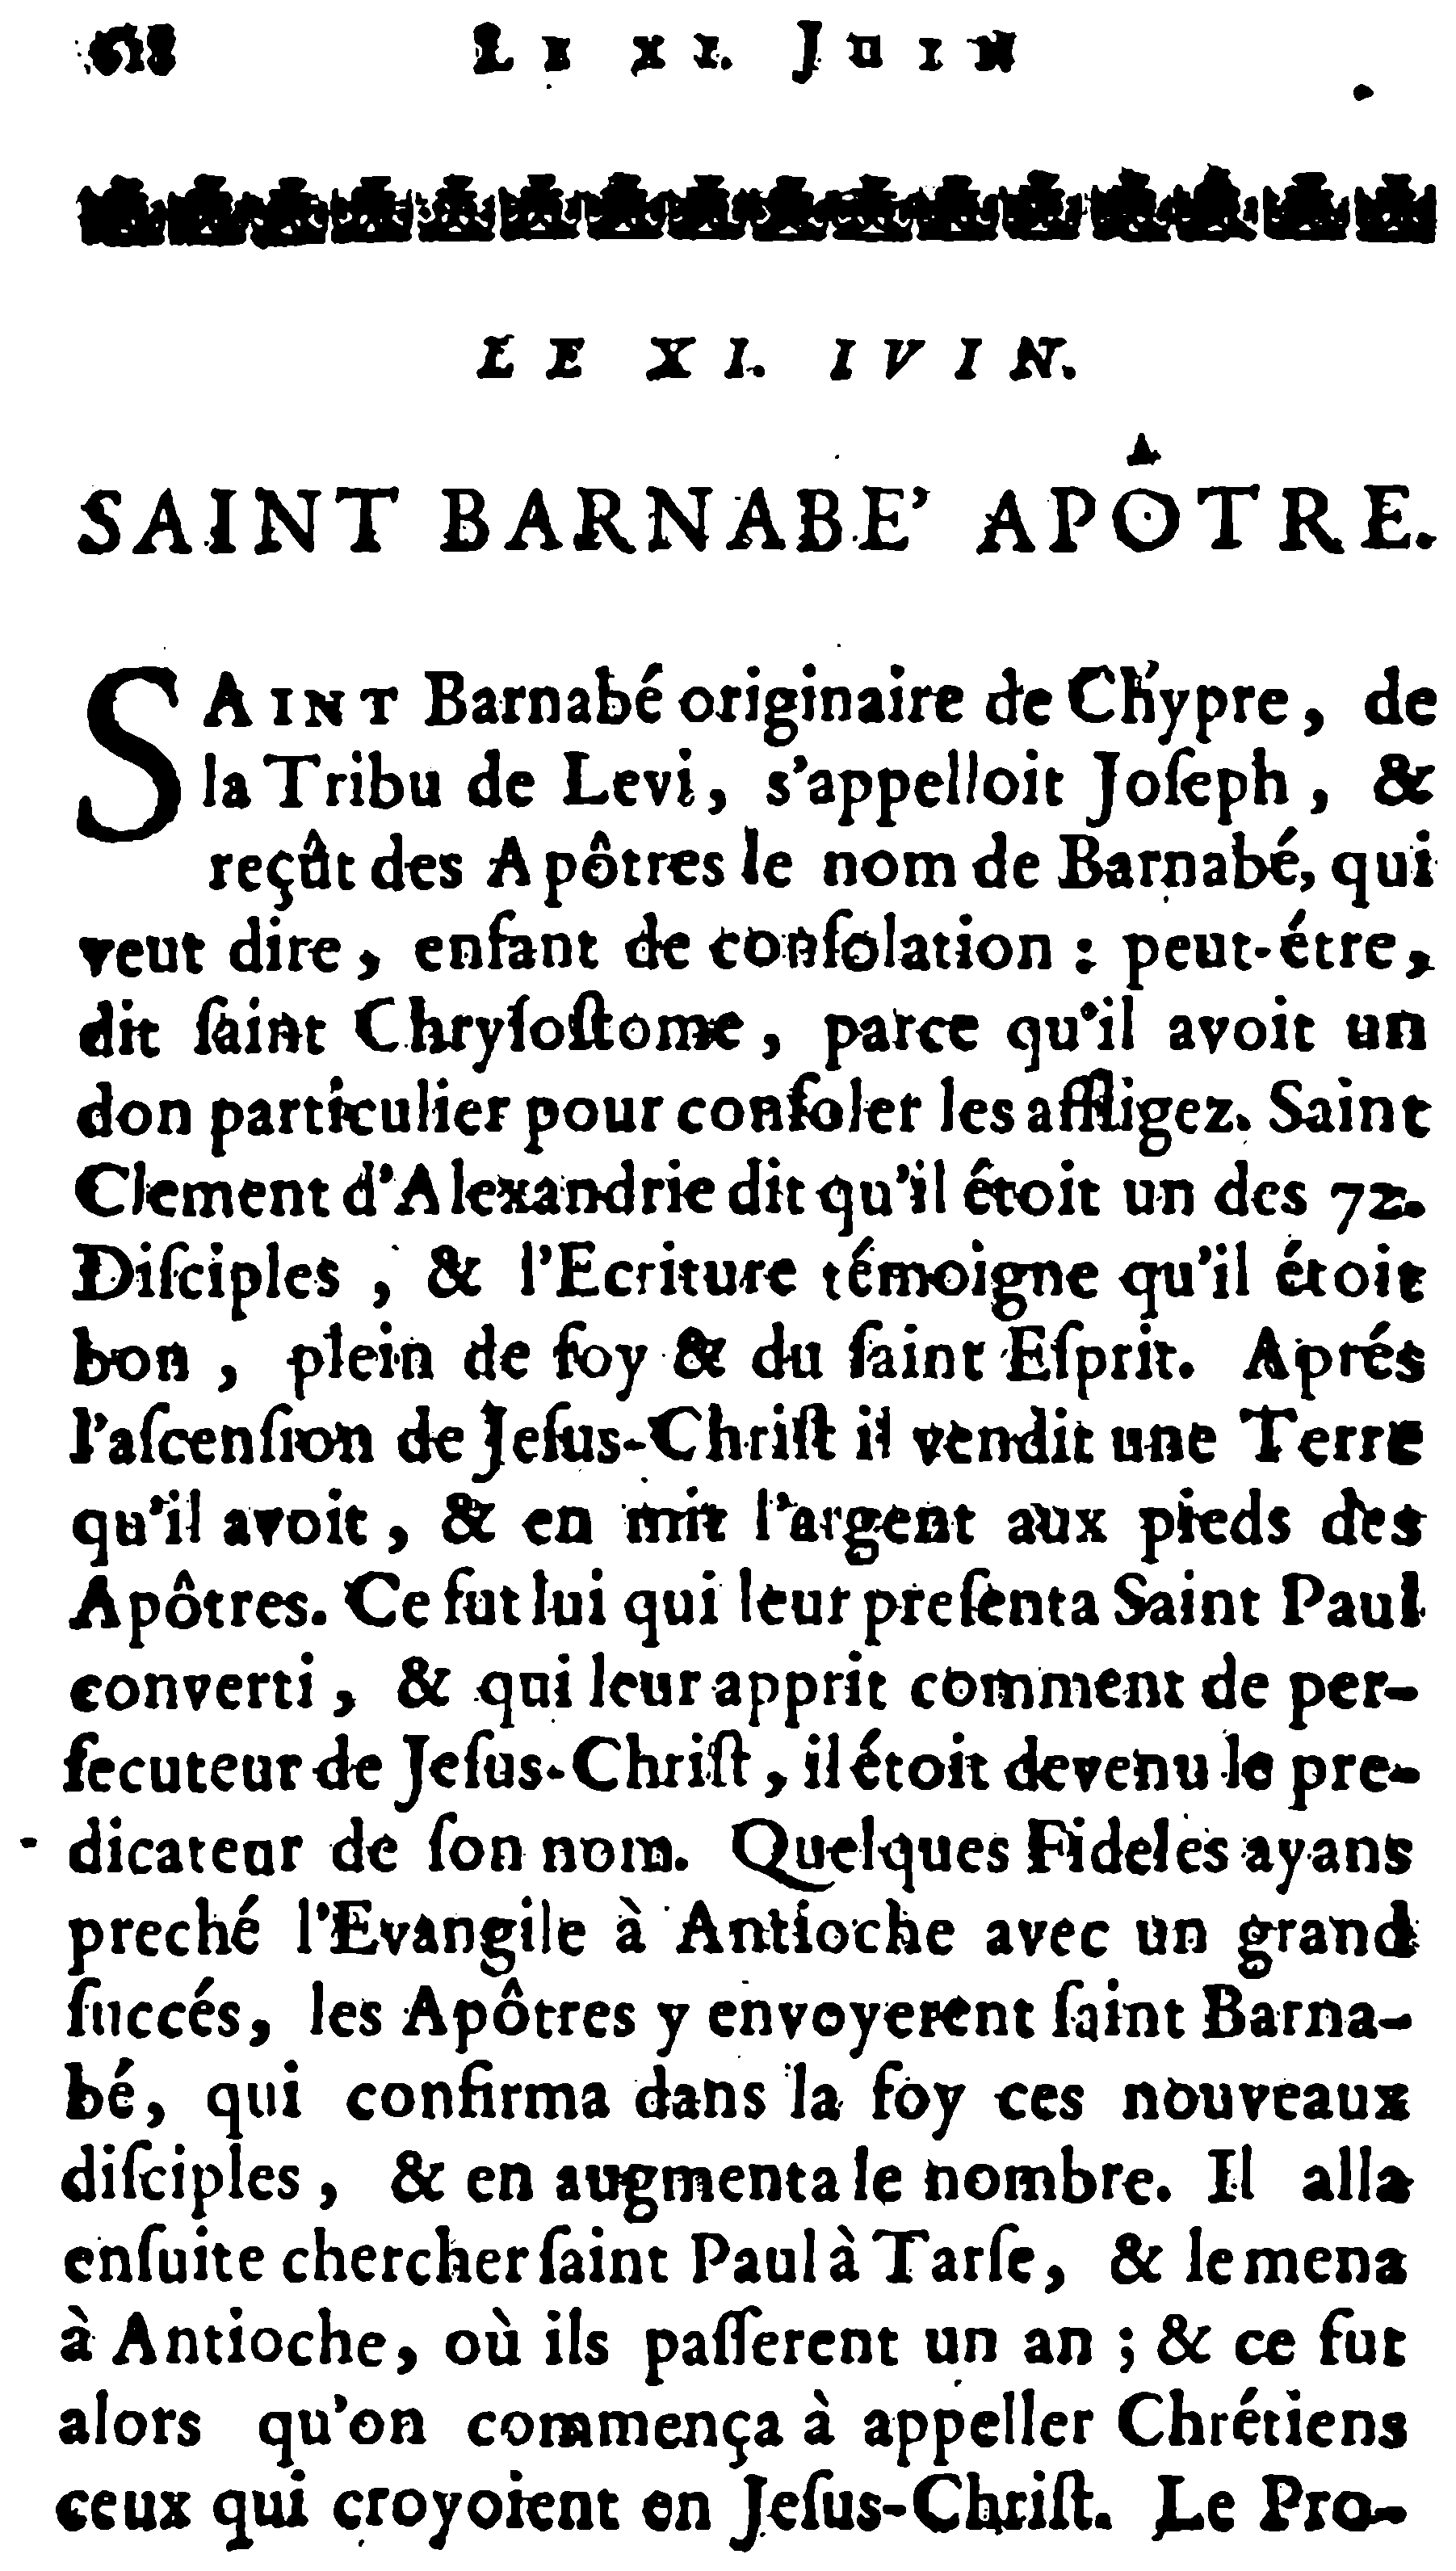 618 LE XI. JUIN
LE XI. IVIN.
SAINT BARNABE' APÔTRE.
SAINT Barnabé originaire de Chypre, de
la Tribu de Levi, s'appelloit Joſeph, &
reçût des Apôtres le nom de Barnabé, qui
veut dire, enfant de conſolation : peut-étre,
dit ſaint Chryſoſtome, parce qu'il avoit un
don particulier pour conſoler les affligez. Saint
Clement d'Alexandrie dit qu'il étoit un des 72.
Diſciples, & l'Ecriture témoigne qu'il étoit
bon, plein de foy & du ſaint Eſprit. Aprés
l'aſcenſion de Jeſus-Chriſt il vendit une Terre
qu'il avoit, & en mit l'argent aux pieds des
Apôtres. Ce fut lui qui leur preſenta Saint Paul
converti, & qui leur apprit comment de per-
ſecuteur de Jeſus-Chriſt, il étoit devenu le pre-
dicateur de ſon nom. Quelques Fideles ayans
preché l'Evangile à Antioche avec un grand
ſuccés, les Apôtres y envoyerent ſaint Barna-
bé, qui confirma dans la foy ces nouveaux
diſciples, & en augmenta le nombre. Il alla
enſuite chercher ſaint Paul à Tarſe, & le mena
à Antioche, où ils paſſerent un an ; & ce fut
alors qu'on commença à appeller Chrétiens
ceux qui croyoient en Jeſus-Chriſt. Le Pro-